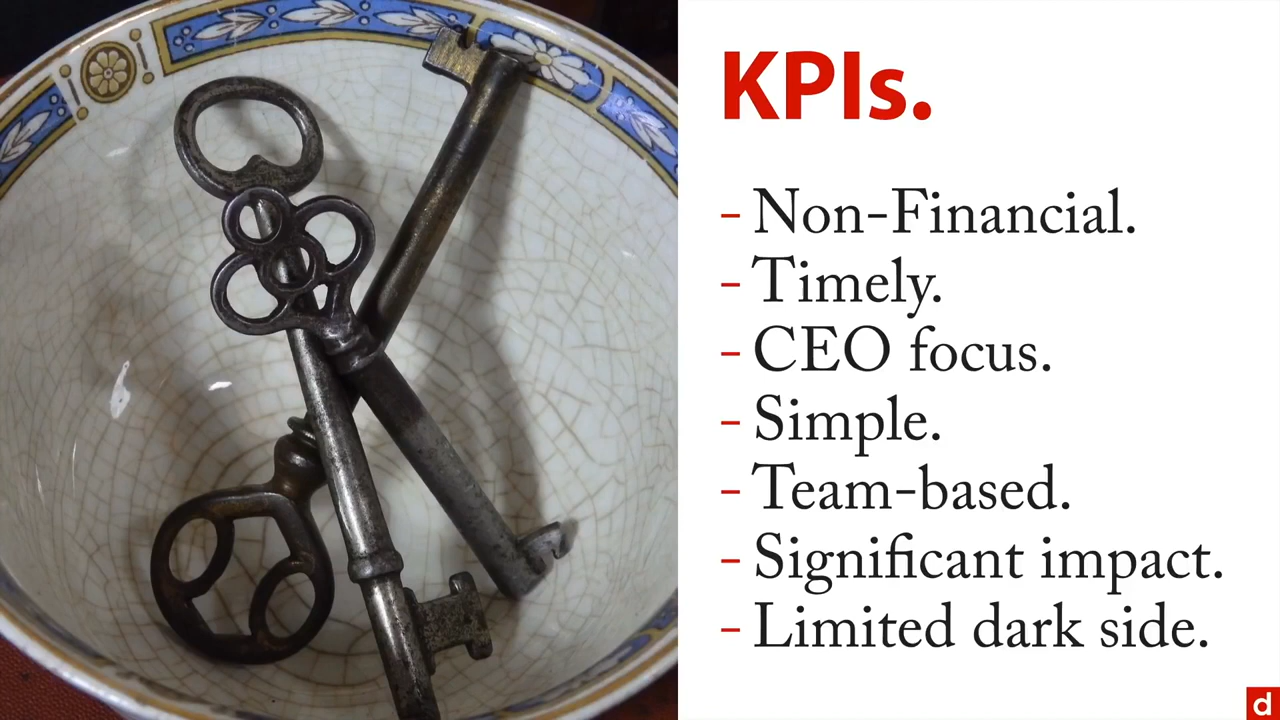 KPIs.
- Non-Financial.
- Timely.
- CEO focus.
- Simple.
- Team-based.
- Significant impact.
- Limited dark side.
d